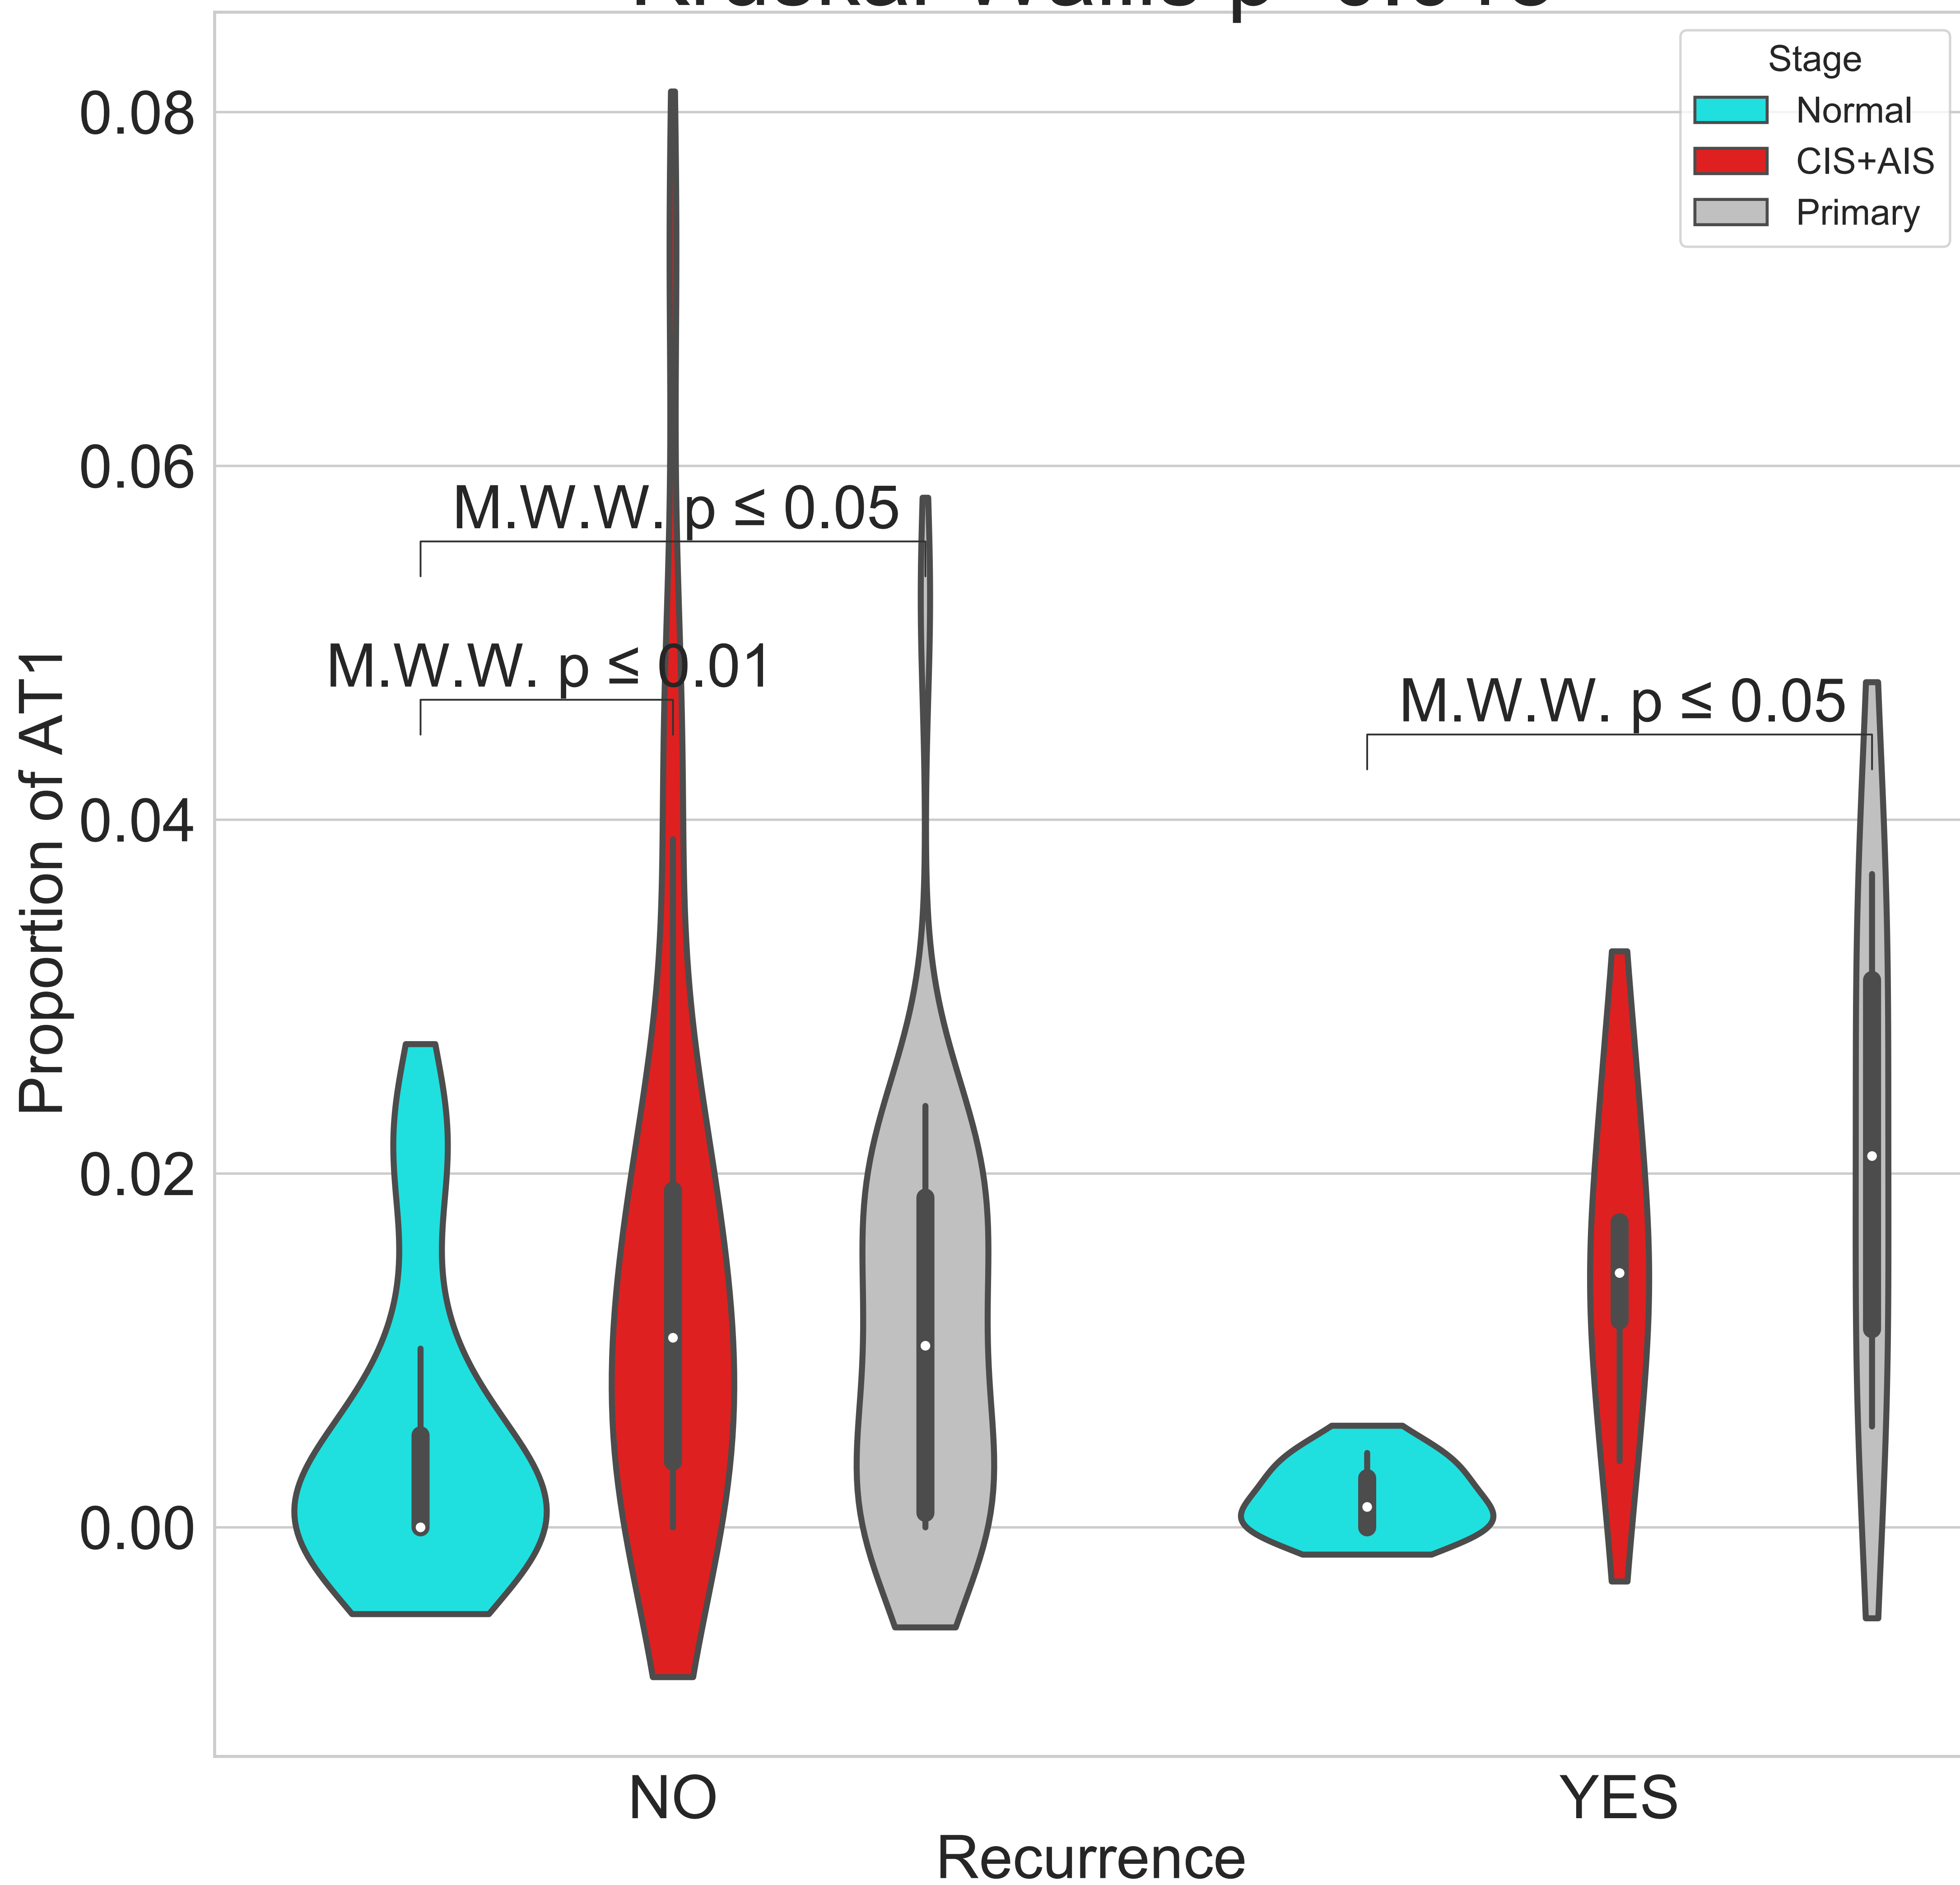 Stage
Normal
CIS+AIS
Primary
0.08
0.06
0.04
0.02
0.00
Proportion of AT1
M.W.W. p ≤ 0.05
M.W.W. p ≤ 0.01
M.W.W. p ≤ 0.05
NO
YES
Recurrence